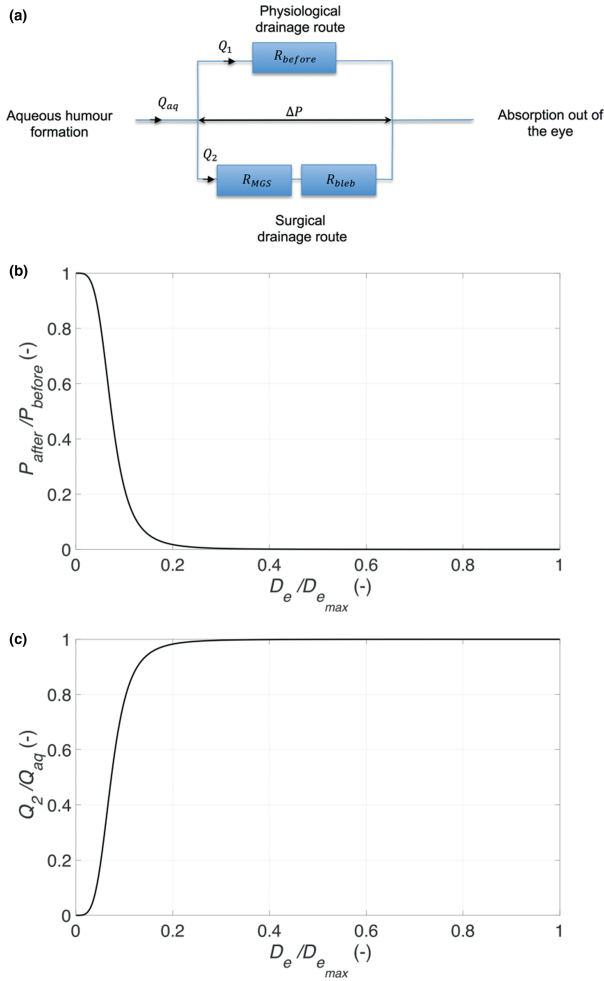 (a)
Physiological
drainage route
Q1
Rbefore
Aqueous humour
formation
Qaq
ΔP
Absorption out of
the eye
Q2
RMGS
Rbleb
Surgical
drainage route
(b)
1
0.8
0.6
0.4
0.2
0
Pafter/Pbefore (-)
0
0.2
0.4
0.6
0.8
1
De/Demax (-)
(c)
1
0.8
0.6
0.4
0.2
0
Q2/Qaq (-)
0
0.2
0.4
0.6
0.8
1
De/Demax (-)